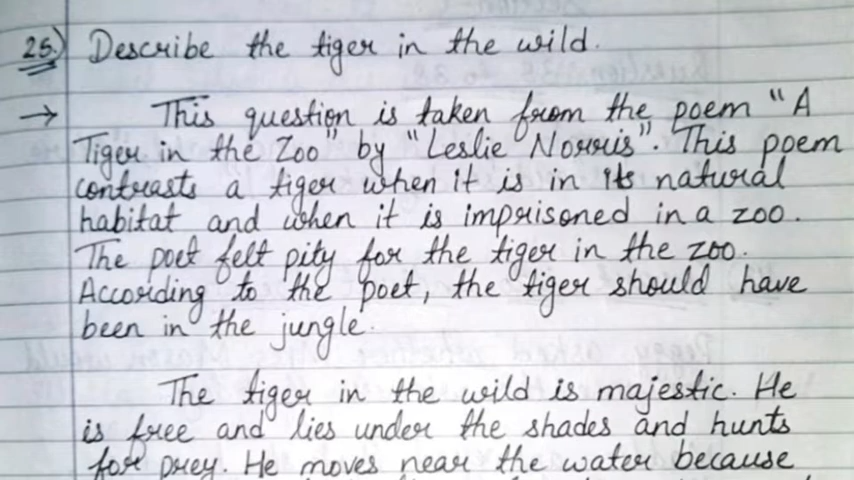 25.) Describe the tiger in the wild.
→ This question is taken from the poem "A
Tiger in the Zoo" by "Leslie Norris". This poem
contrasts a tiger when it is in its natural
habitat and when it is imprisoned in a zoo.
The poet felt pity for the tiger in the zoo.
According to the poet, the tiger should have
been in the jungle.
The tiger in the wild is majestic. He
is free and lies under the shades and hunts
for prey. He moves near the water because